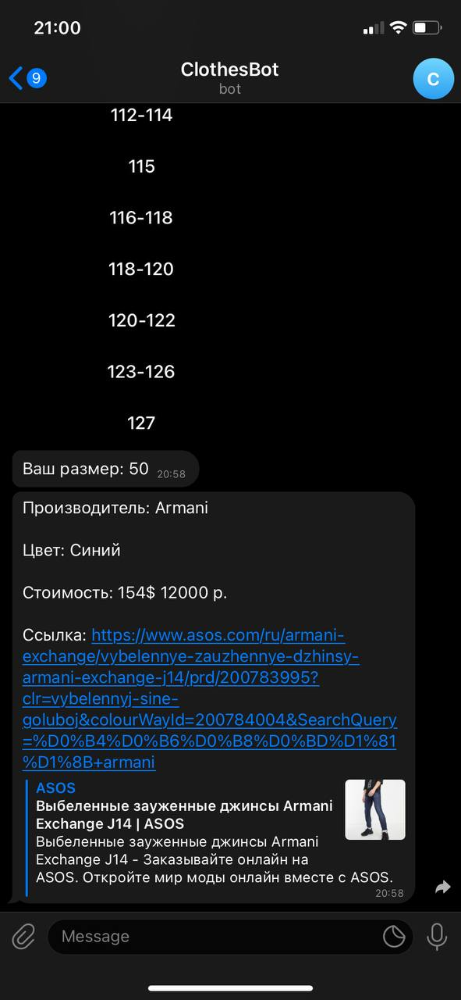 21:00
9
ClothesBot
bot
C
112-114
115
116-118
118-120
120-122
123-126
127
Ваш размер: 50 20:58
Производитель: Armani
Цвет: Синий
Стоимость: 154$ 12000 р.
Ссылка: https://www.asos.com/ru/armani-
exchange/vybelennye-zauzhennye-dzhinsy-
armani-exchange-j14/prd/200783995?
clr=vybelennyj-sine-
goluboj&colourWayId=200784004&SearchQuery
=%D0%B4%D0%B6%D0%B8%D0%BD%D1%81
%D1%8B+armani
ASOS
Выбеленные зауженные джинсы Armani
Exchange J14 | ASOS
Выбеленные зауженные джинсы Armani
Exchange J14 - Заказывайте онлайн на
ASOS. Откройте мир моды онлайн вместе с ASOS.
20:58
Message